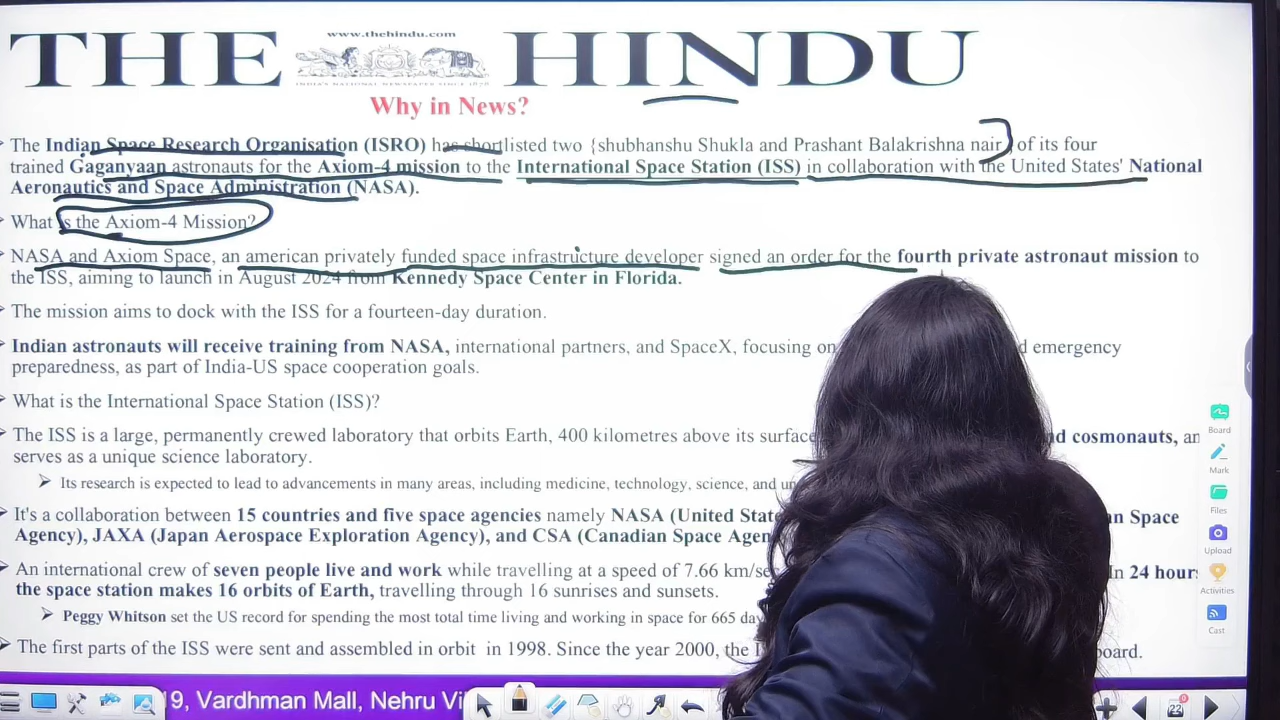 THE HINDU
www.thehindu.com
INDIA'S NATIONAL NEWSPAPER SINCE 1878
Why in News?
The Indian Space Research Organisation (ISRO) has shortlisted two {shubhanshu Shukla and Prashant Balakrishna nair} of its four
trained Gaganyaan astronauts for the Axiom-4 mission to the International Space Station (ISS) in collaboration with the United States' National
Aeronautics and Space Administration (NASA).
What is the Axiom-4 Mission?
NASA and Axiom Space, an american privately funded space infrastructure developer signed an order for the fourth private astronaut mission to
the ISS, aiming to launch in August 2024 from Kennedy Space Center in Florida.
The mission aims to dock with the ISS for a fourteen-day duration.
Indian astronauts will receive training from NASA, international partners, and SpaceX, focusing on emergency
preparedness, as part of India-US space cooperation goals.
What is the International Space Station (ISS)?
The ISS is a large, permanently crewed laboratory that orbits Earth, 400 kilometres above its surface cosmonauts,
serves as a unique science laboratory.
Its research is expected to lead to advancements in many areas, including medicine, technology, science, and
It's a collaboration between 15 countries and five space agencies namely NASA (United Space
Agency), JAXA (Japan Aerospace Exploration Agency), and CSA (Canadian Space
An international crew of seven people live and work while travelling at a speed of 7.66 In 24 hours
the space station makes 16 orbits of Earth, travelling through 16 sunrises and sunsets.
Peggy Whitson set the US record for spending the most total time living and working in space for 665
The first parts of the ISS were sent and assembled in orbit in 1998. Since the year 2000, the
Board
Mark
Files
Upload
Activities
Cast
19, Vardhman Mall, Nehru
22